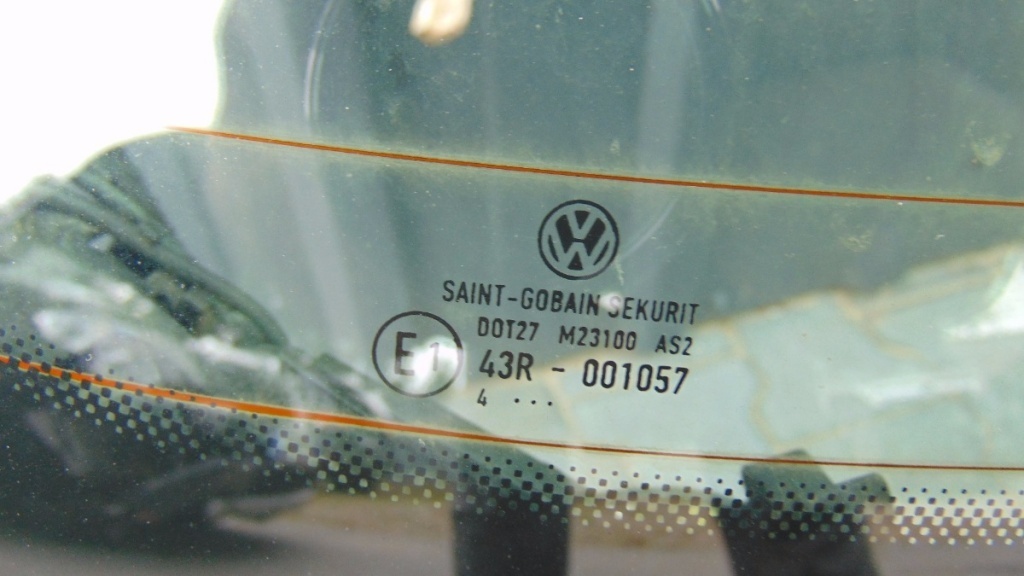 SAINT-GOBAIN SEKURIT
DOT27 M23100 AS2
E1 43R - 001057
4 ...